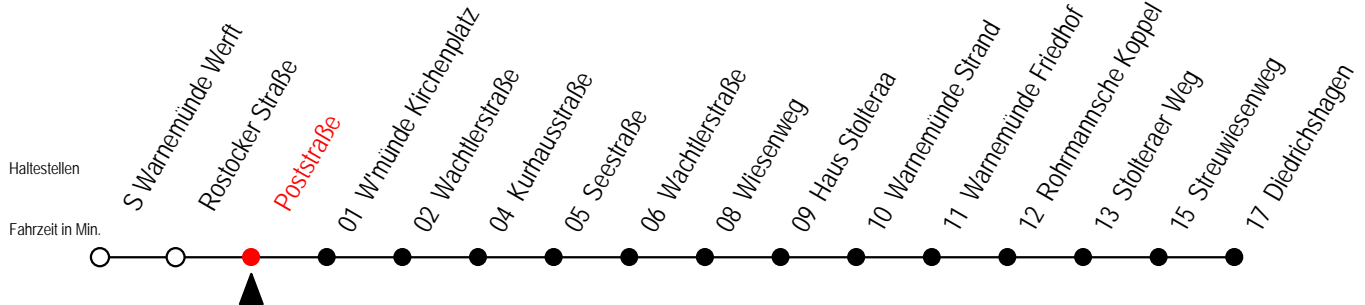 S Warnemünde Werft
Rostocker Straße
Poststraße
01 W'münde Kirchenplatz
02 Wachtlerstraße
04 Kurhausstraße
05 Seestraße
06 Wachtlerstraße
08 Wiesenweg
09 Haus Stolteraa
10 Warnemünde Strand
11 Warnemünde Friedhof
12 Rohrmannsche Koppel
13 Stolteraer Weg
15 Streuwiesenweg
17 Diedrichshagen
Haltestellen
Fahrzeit in Min.